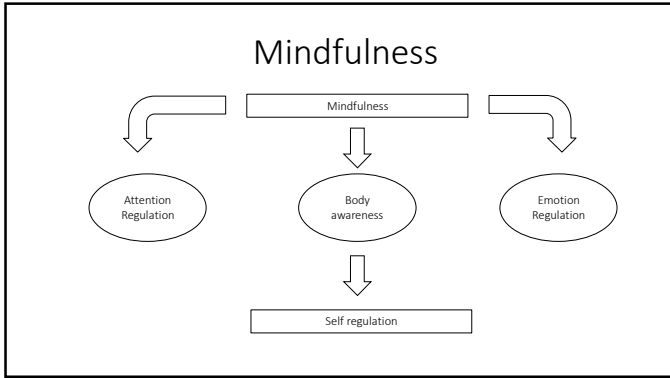 Mindfulness
Mindfulness
Attention
Regulation
Body
awareness
Emotion
Regulation
Self regulation